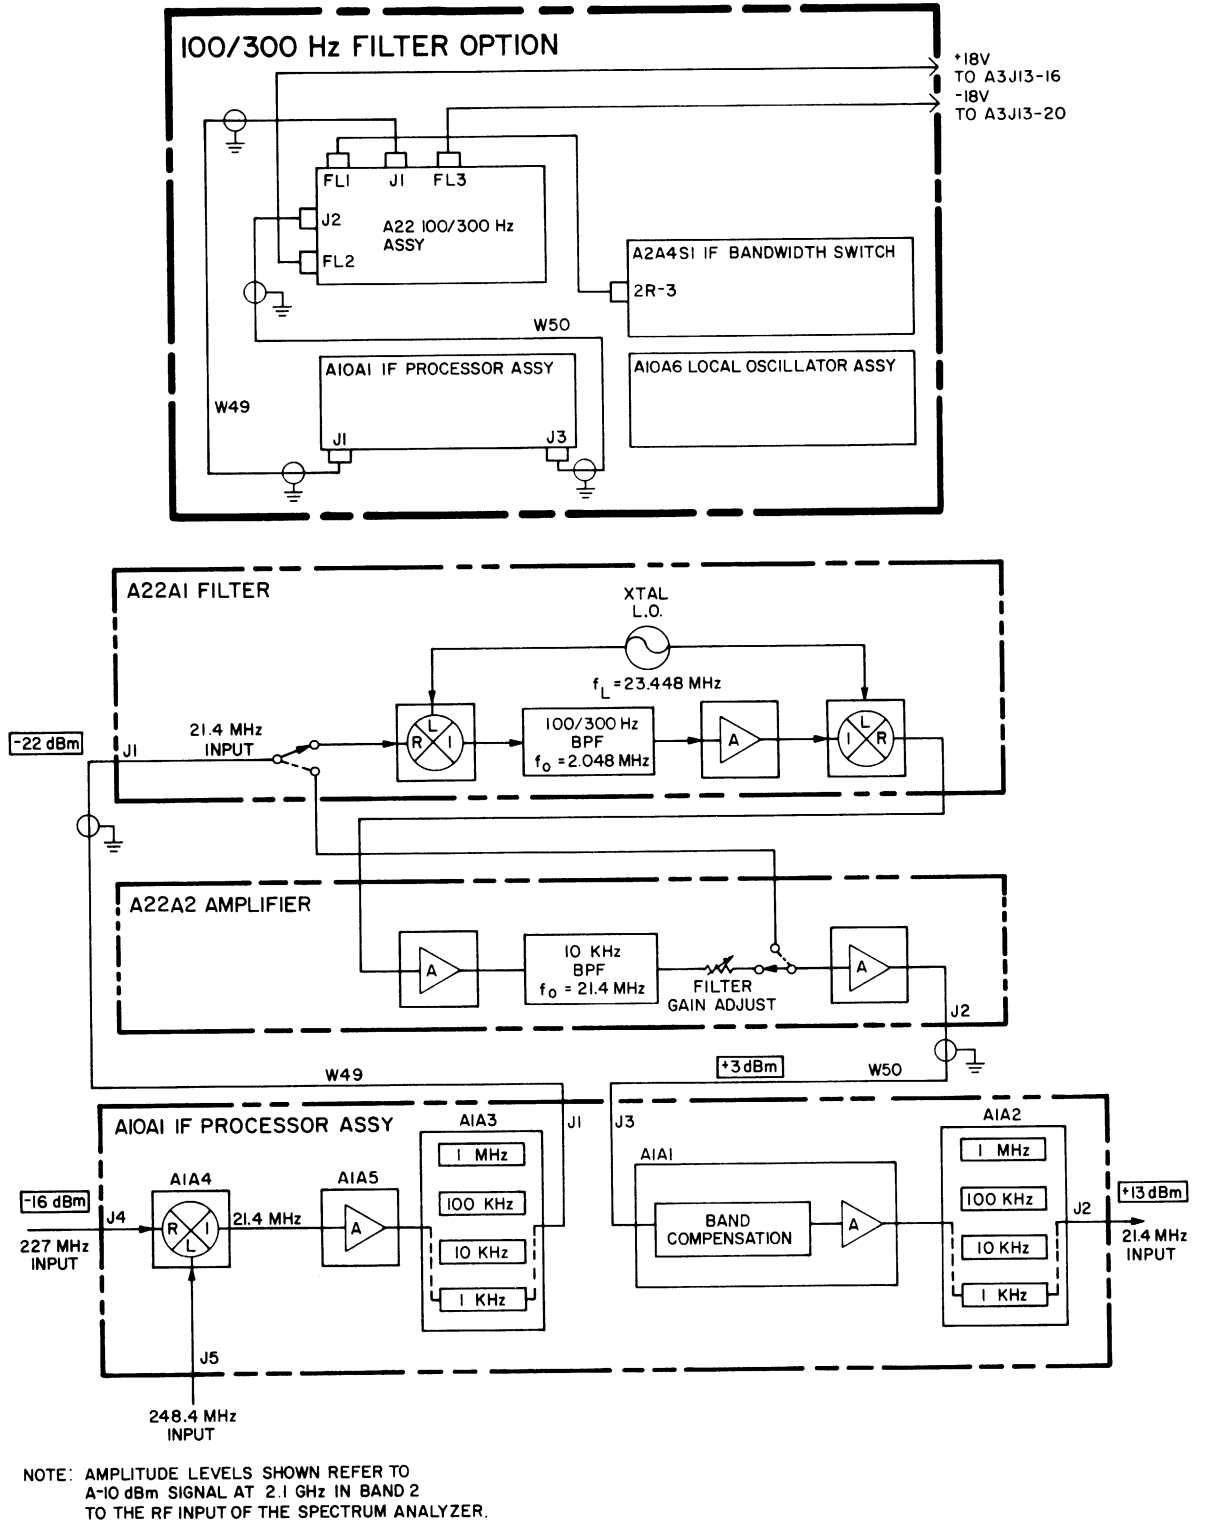 100/300 Hz FILTER OPTION
+18V
TO A3J13-16
-18V
TO A3J13-20
FL1 J1 FL3
J2
A22 100/300 Hz
ASSY
FL2
A2A4S1 IF BANDWIDTH SWITCH
2R-3
W50
A10A1 IF PROCESSOR ASSY
A10A6 LOCAL OSCILLATOR ASSY
W49
J1
J3
A22A1 FILTER
XTAL
L.O.
fL = 23.448 MHz
-22 dBm
J1
21.4 MHz
INPUT
R L I
100/300 Hz
BPF
fo = 2.048 MHz
A
I L R
A22A2 AMPLIFIER
A
10 KHz
BPF
fo = 21.4 MHz
FILTER
GAIN ADJUST
A
J2
W49
+3 dBm
W50
A10A1 IF PROCESSOR ASSY
J1
J3
A1A3
1 MHz
100 KHz
10 KHz
1 KHz
A1A4
A1A5
-16 dBm
J4
227 MHz
INPUT
R I
L
21.4 MHz
A
A1A1
BAND
COMPENSATION
A
A1A2
1 MHz
100 KHz
10 KHz
1 KHz
J2
+13 dBm
21.4 MHz
INPUT
J5
248.4 MHz
INPUT
NOTE: AMPLITUDE LEVELS SHOWN REFER TO
A-10 dBm SIGNAL AT 2.1 GHz IN BAND 2
TO THE RF INPUT OF THE SPECTRUM ANALYZER.